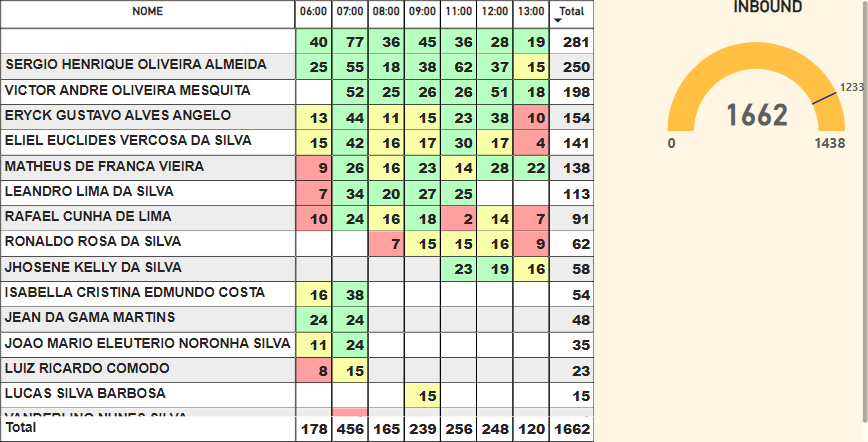 NOME 06:00 07:00 08:00 09:00 11:00 12:00 13:00 Total
40 77 36 45 36 28 19 281
SERGIO HENRIQUE OLIVEIRA ALMEIDA 25 55 18 38 62 37 15 250
VICTOR ANDRE OLIVEIRA MESQUITA 52 25 26 26 51 18 198
ERYCK GUSTAVO ALVES ANGELO 13 44 11 15 23 38 10 154
ELIEL EUCLIDES VERCOSA DA SILVA 15 42 16 17 30 17 4 141
MATHEUS DE FRANCA VIEIRA 9 26 16 23 14 28 22 138
LEANDRO LIMA DA SILVA 7 34 20 27 25 113
RAFAEL CUNHA DE LIMA 10 24 16 18 2 14 7 91
RONALDO ROSA DA SILVA 7 15 15 16 9 62
JHOSENE KELLY DA SILVA 23 19 16 58
ISABELLA CRISTINA EDMUNDO COSTA 16 38 54
JEAN DA GAMA MARTINS 24 24 48
JOAO MARIO ELEUTERIO NORONHA SILVA 11 24 35
LUIZ RICARDO COMODO 8 15 23
LUCAS SILVA BARBOSA 15 15
VANDERLINO NUNES SILVA
Total 178 456 165 239 256 248 120 1662
INBOUND
1233
1662
0 1438